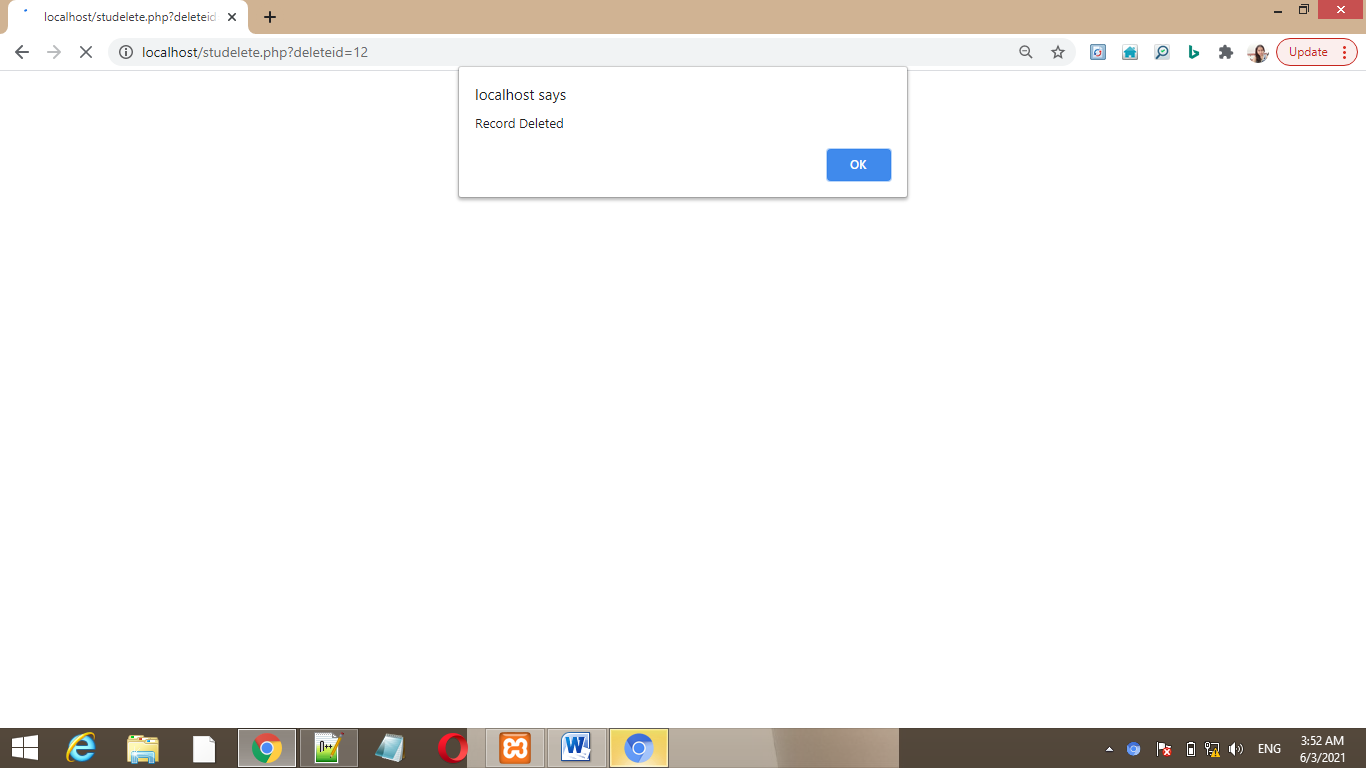 localhost/studelete.php?deleteid
localhost/studelete.php?deleteid=12
Update
localhost says
Record Deleted
OK
N++
W
ENG
3:52 AM
6/3/2021